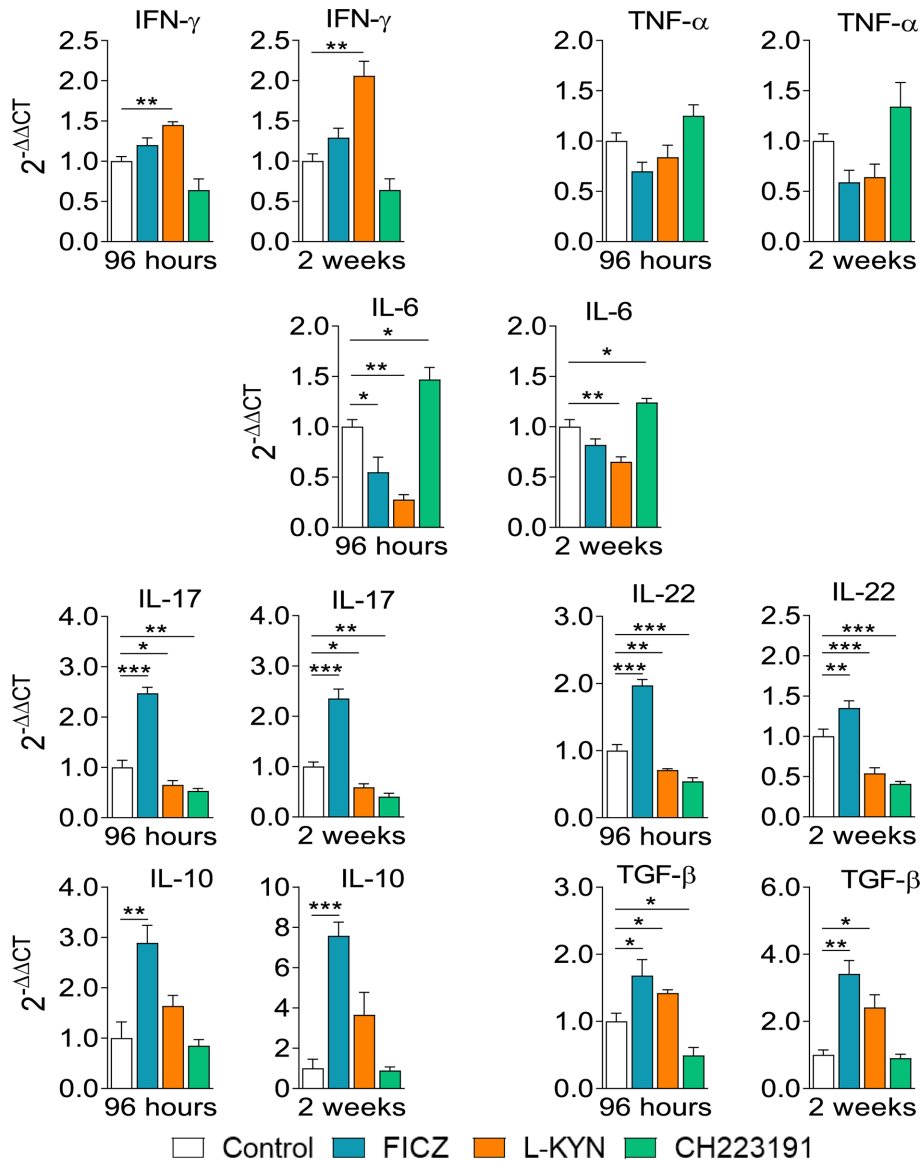 IFN-γ
IFN-γ
TNF-α
TNF-α
2.5
2.0
1.5
1.0
0.5
0.0
2^-ΔΔCT
**
96 hours
2.5
2.0
1.5
1.0
0.5
0.0
**
2 weeks
2.0
1.5
1.0
0.5
0.0
96 hours
2.0
1.5
1.0
0.5
0.0
2 weeks
IL-6
IL-6
2.0
1.5
1.0
0.5
0.0
2^-ΔΔCT
*
**
*
96 hours
2.0
1.5
1.0
0.5
0.0
*
**
2 weeks
IL-17
IL-17
IL-22
IL-22
4.0
3.0
2.0
1.0
0.0
2^-ΔΔCT
**
*
***
96 hours
4.0
3.0
2.0
1.0
0.0
**
*
***
2 weeks
3.0
2.0
1.0
0.0
***
**
***
96 hours
2.0
1.5
1.0
0.5
0.0
***
***
**
2 weeks
IL-10
IL-10
TGF-β
TGF-β
4.0
3.0
2.0
1.0
0.0
2^-ΔΔCT
**
96 hours
10
8
6
4
2
0
***
2 weeks
3.0
2.0
1.0
0.0
*
*
*
96 hours
6.0
4.0
2.0
0.0
*
**
2 weeks
Control FICZ L-KYN CH223191